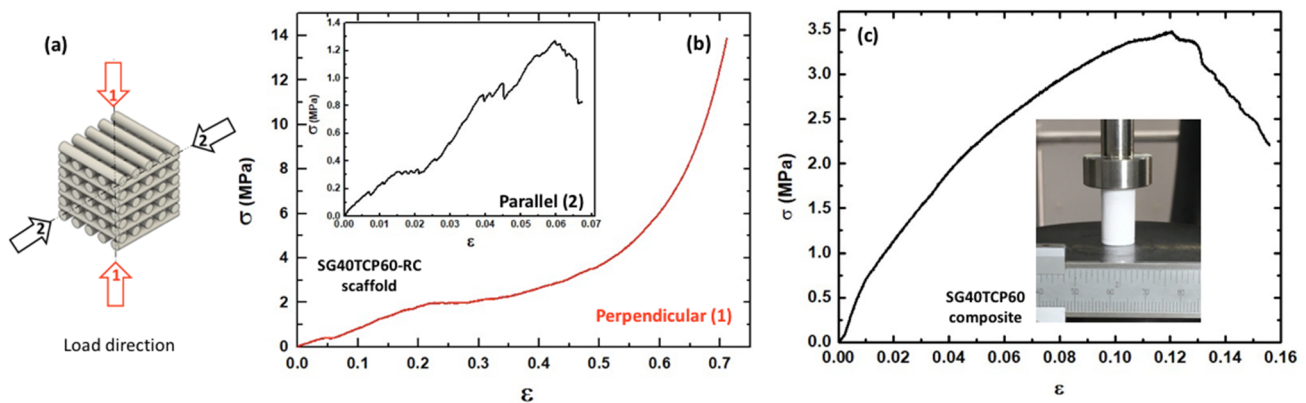 (a)
1
2
2
1
Load direction
(b)
σ (MPa)
14
12
10
8
6
4
2
0
0.0 0.1 0.2 0.3 0.4 0.5 0.6 0.7
ε
SG40TCP60-RC
scaffold
Perpendicular (1)
σ (MPa)
1.4
1.2
1.0
0.8
0.6
0.4
0.2
0.0
0.00 0.01 0.02 0.03 0.04 0.05 0.06 0.07
ε
Parallel (2)
(c)
σ (MPa)
3.5
3.0
2.5
2.0
1.5
1.0
0.5
0.0
0.00 0.02 0.04 0.06 0.08 0.10 0.12 0.14 0.16
ε
SG40TCP60
composite